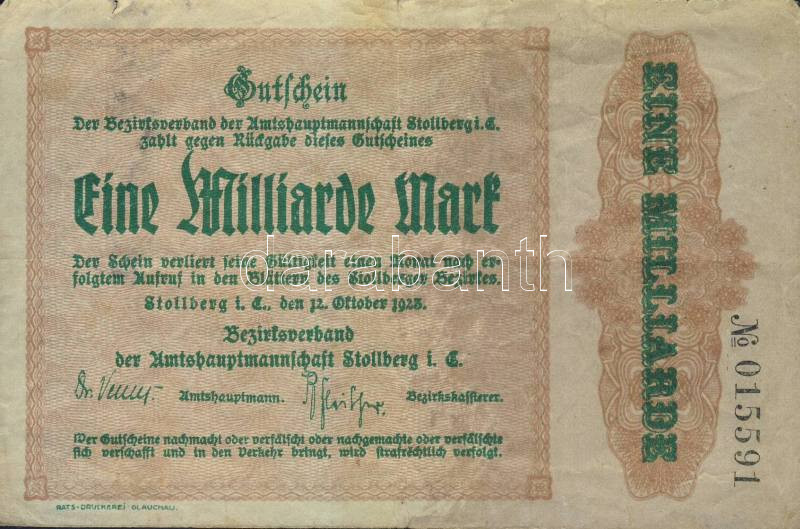 Gutschein
Der Bezirksverband der Amtshauptmannschaft Stollberg i. E.
zahlt gegen Rückgabe dieses Gutscheines
Eine Milliarde Mark
Der Schein verliert seine Gültigkeit einen Monat nach er-
folgtem Aufruf in den Blättern des Stollberger Bezirkes.
Stollberg i. E., den 12. Oktober 1923.
Bezirksverband
der Amtshauptmannschaft Stollberg i. E.
Amtshauptmann. Bezirkskassierer.
Wer Gutscheine nachmacht oder verfälscht oder nachgemachte oder verfälschte
sich verschafft und in den Verkehr bringt, wird strafrechtlich verfolgt.
RATS-DRUCKEREI GLAUCHAU.
EINE MILLIARDE
№ 015591
darabanth